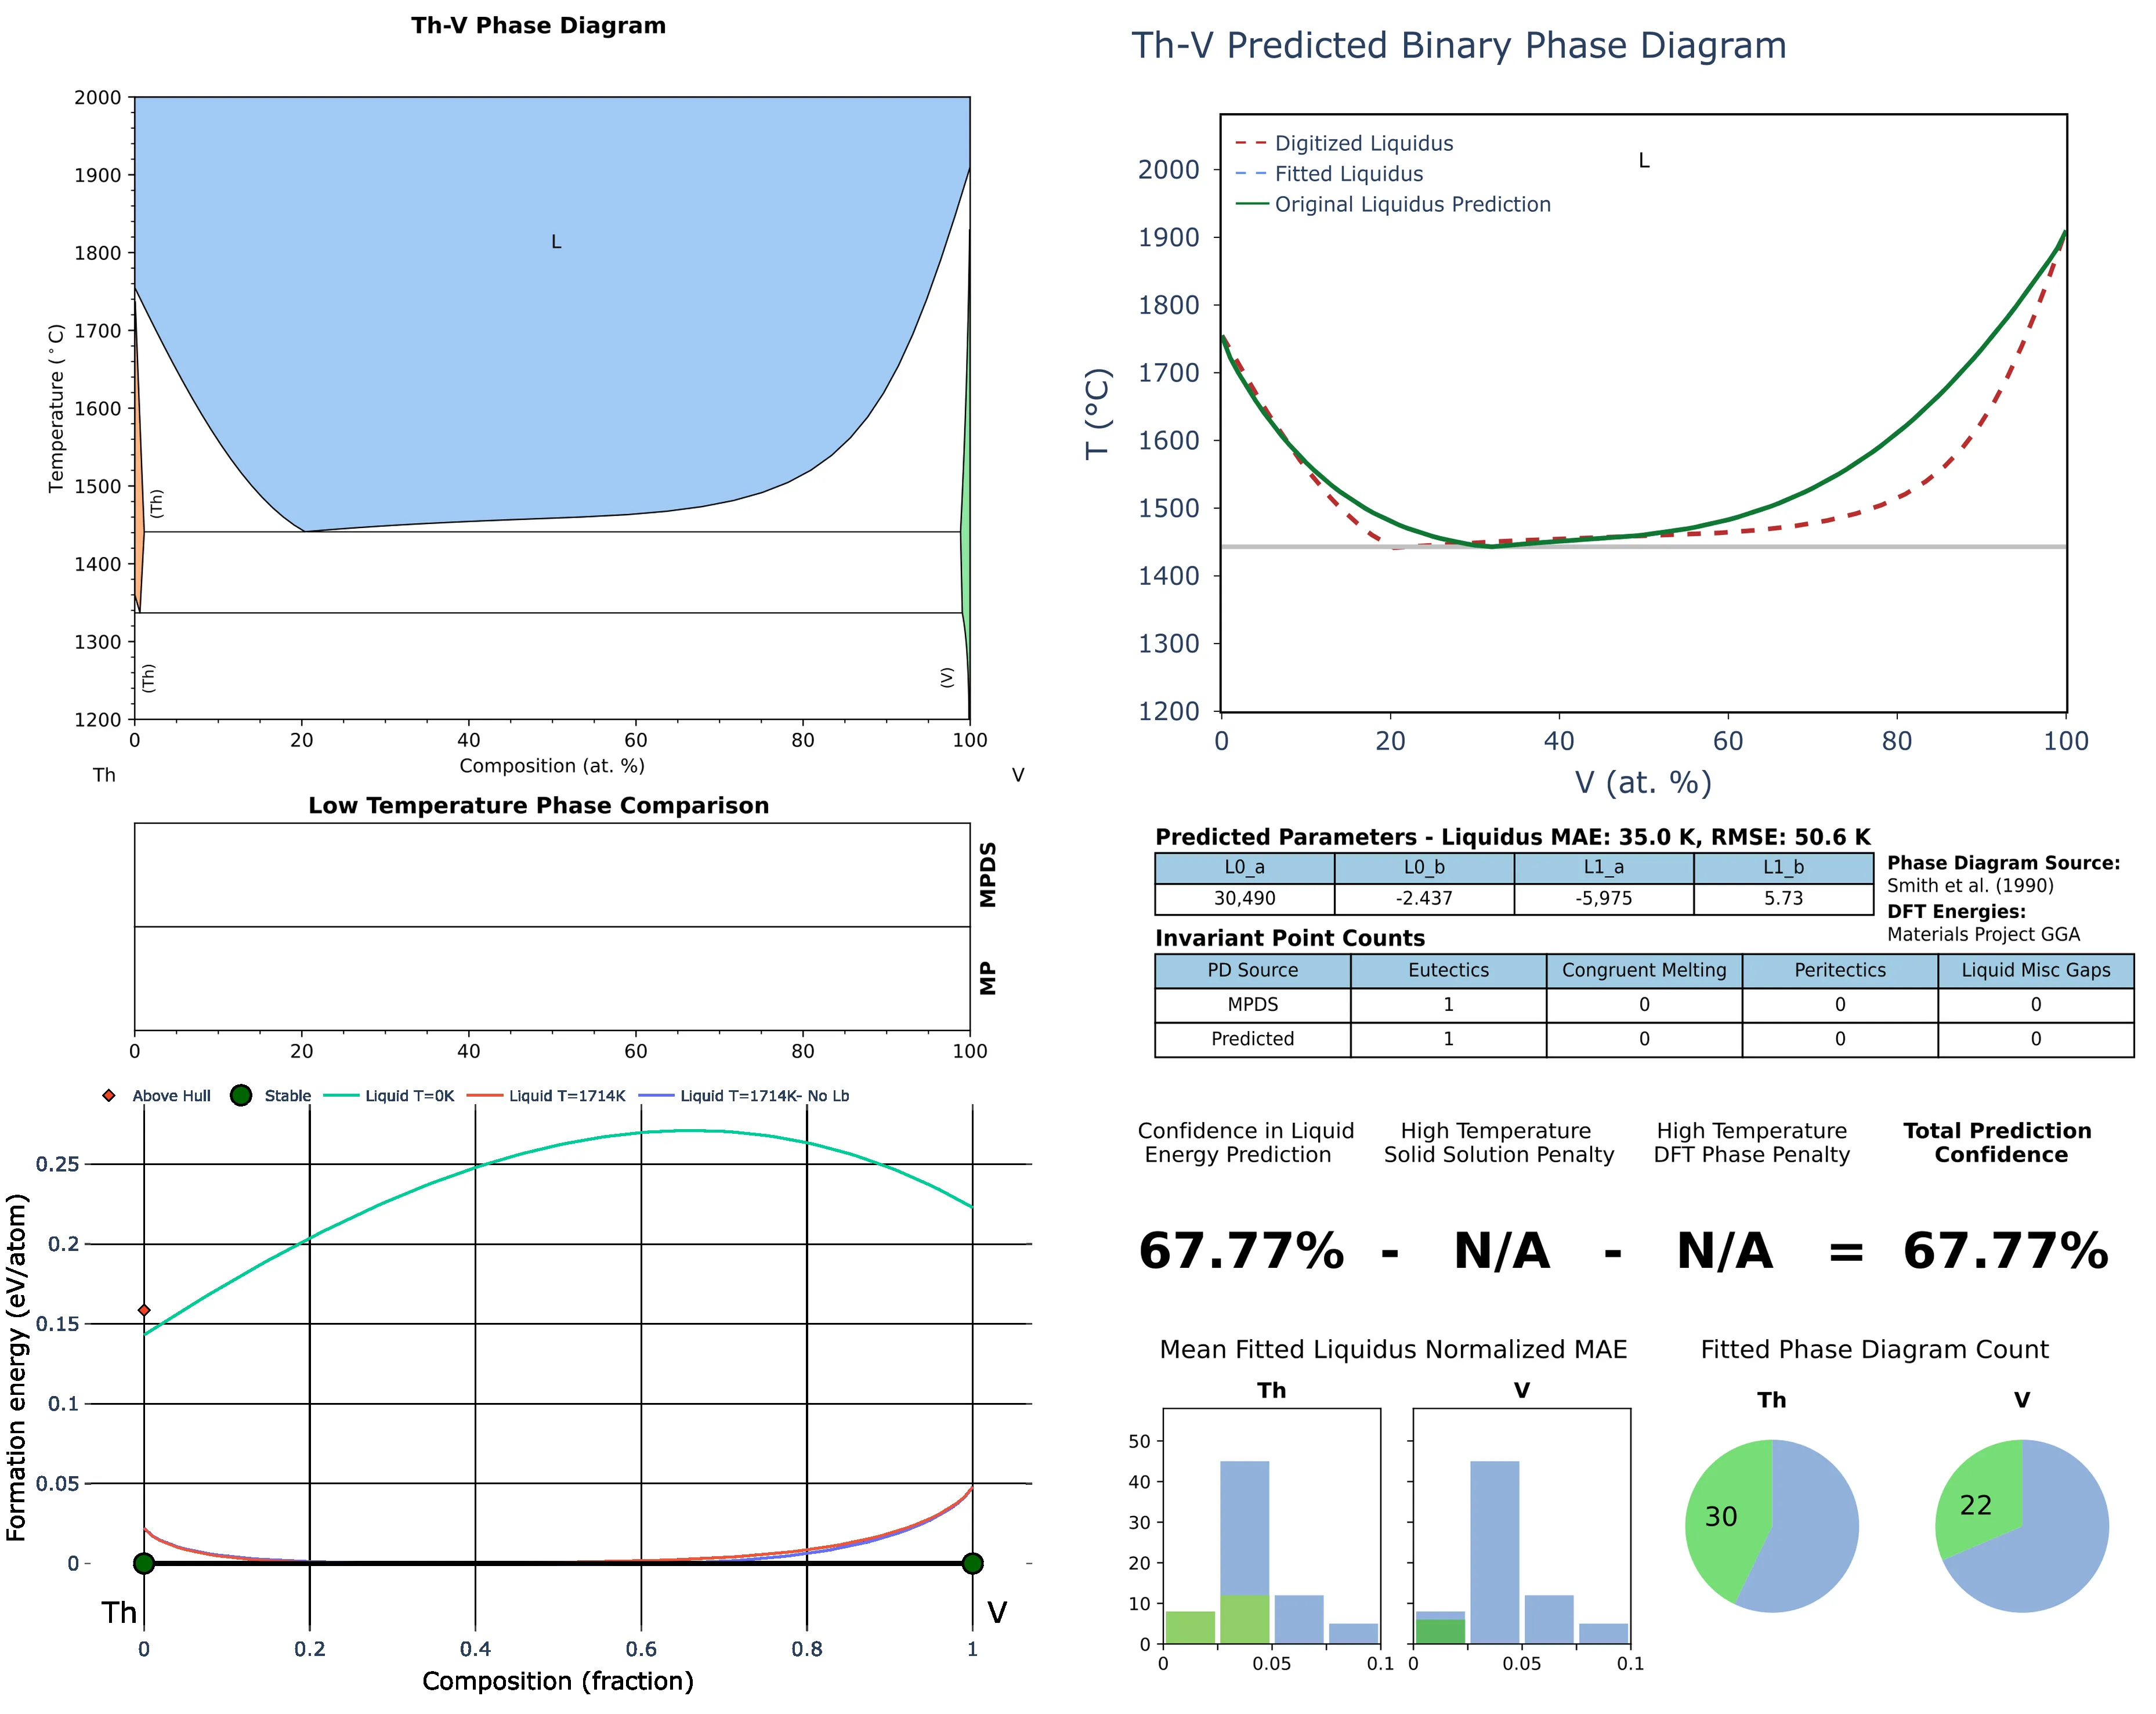 Th-V Phase Diagram
2000
1900
1800
1700
1600
1500
1400
1300
1200
Temperature (°C)
L
(Th)
(Th)
(V)
0 20 40 60 80 100
Composition (at. %)
Th V
Low Temperature Phase Comparison
MPDS
MP
0 20 40 60 80 100
Above Hull Stable Liquid T=0K Liquid T=1714K Liquid T=1714K- No Lb
0.25
0.2
0.15
0.1
0.05
0
Formation energy (eV/atom)
Th V
0 0.2 0.4 0.6 0.8 1
Composition (fraction)
Th-V Predicted Binary Phase Diagram
Digitized Liquidus
Fitted Liquidus
Original Liquidus Prediction
L
2000
1900
1800
1700
1600
1500
1400
1300
1200
T (°C)
0 20 40 60 80 100
V (at. %)
Predicted Parameters - Liquidus MAE: 35.0 K, RMSE: 50.6 K
L0_a L0_b L1_a L1_b
30,490 -2.437 -5,975 5.73
Phase Diagram Source:
Smith et al. (1990)
DFT Energies:
Materials Project GGA
Invariant Point Counts
PD Source Eutectics Congruent Melting Peritectics Liquid Misc Gaps
MPDS 1 0 0 0
Predicted 1 0 0 0
Confidence in Liquid
Energy Prediction
High Temperature
Solid Solution Penalty
High Temperature
DFT Phase Penalty
Total Prediction
Confidence
67.77% - N/A - N/A = 67.77%
Mean Fitted Liquidus Normalized MAE
Th V
50
40
30
20
10
0
0 0.05 0.1 0 0.05 0.1
Fitted Phase Diagram Count
Th V
30 22